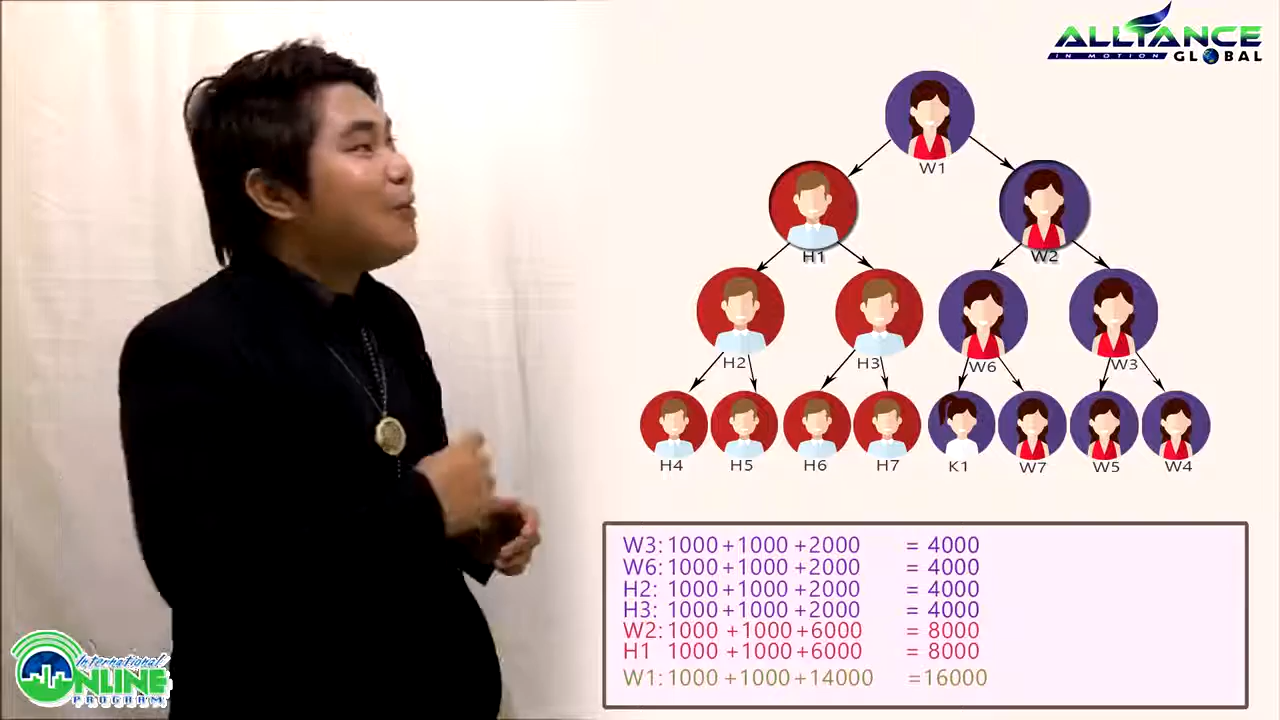 ALLIANCE
IN MOTION GLOBAL
W1
H1
W2
H2
H3
W6
W3
H4
H5
H6
H7
K1
W7
W5
W4
W3: 1000 +1000 +2000 = 4000
W6: 1000 +1000 +2000 = 4000
H2: 1000 +1000 +2000 = 4000
H3: 1000 +1000 +2000 = 4000
W2: 1000 +1000 +6000 = 8000
H1 1000 +1000 +6000 = 8000
W1: 1000 +1000 +14000 =16000
International
ONLINE
PROGRAM